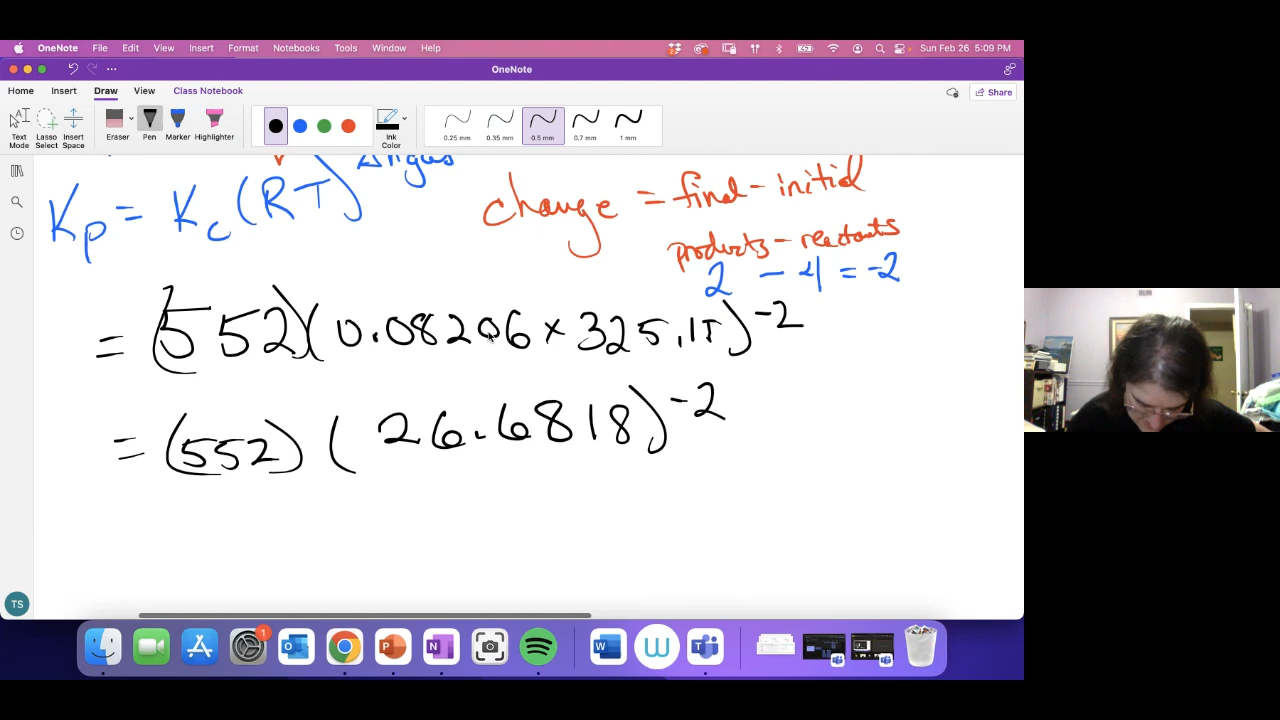 OneNote File Edit View Insert Format Notebooks Tools Window Help Sun Feb 26 5:09 PM
OneNote
Home Insert Draw View Class Notebook Share
Text Mode Lasso Select Insert Space Eraser Pen Marker Highlighter Ink Color 0.25 mm 0.35 mm 0.5 mm 0.7 mm 1 mm
Kp = Kc (RT)
change = final - initial
products - reactants
2 - 4 = -2
= (552)(0.08206 × 325.15)^-2
= (552) (26.6818)^-2
TS
1